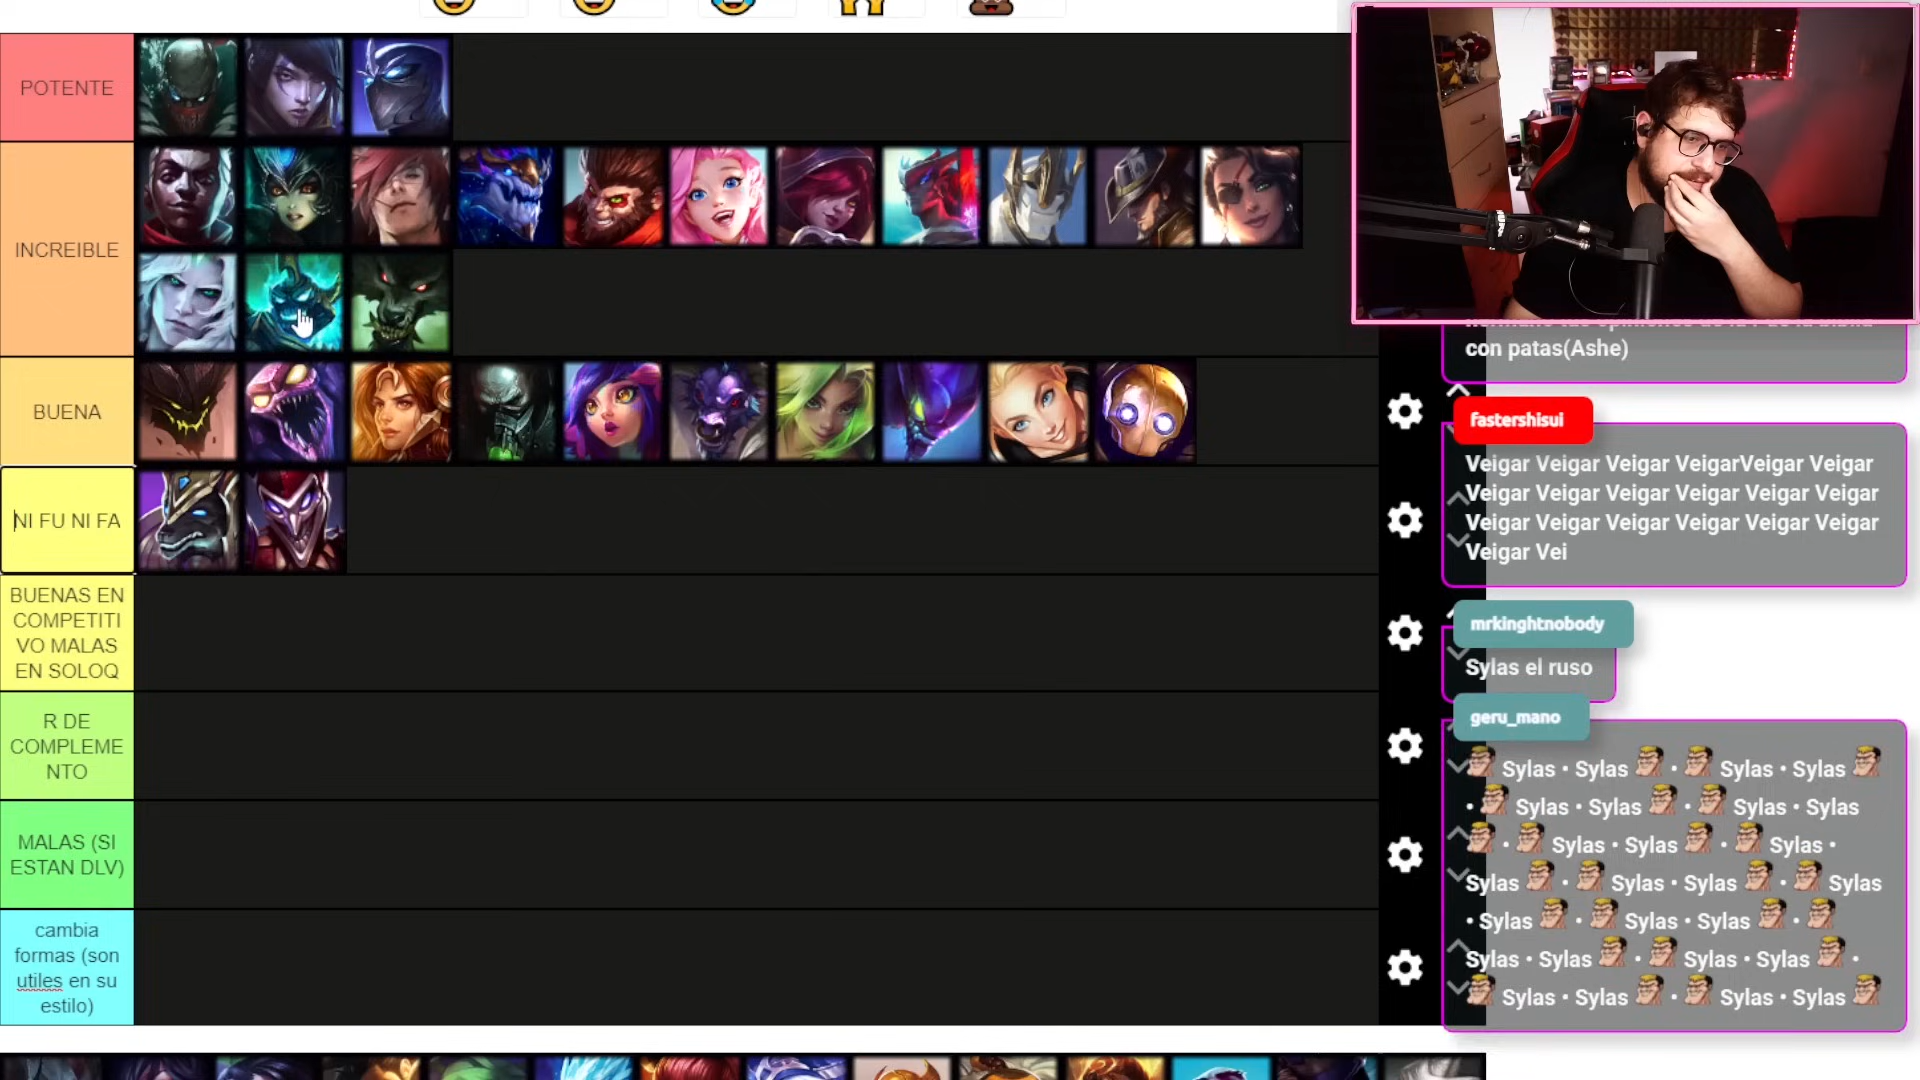 POTENTE
INCREIBLE
BUENA
NI FU NI FA
BUENAS EN
COMPETITI
VO MALAS
EN SOLOQ
R DE
COMPLEME
NTO
MALAS (SI
ESTAN DLV)
cambia
formas (son
utiles en su
estilo)
con patas(Ashe)
fastershisui
Veigar Veigar Veigar VeigarVeigar Veigar
Veigar Veigar Veigar Veigar Veigar Veigar
Veigar Veigar Veigar Veigar Veigar Veigar
Veigar Vei
mrkinghtnobody
Sylas el ruso
geru_mano
Sylas • Sylas • Sylas • Sylas
• Sylas • Sylas • Sylas • Sylas
• Sylas • Sylas • Sylas •
Sylas • Sylas • Sylas • Sylas
• Sylas • Sylas • Sylas •
Sylas • Sylas • Sylas • Sylas •
Sylas • Sylas • Sylas • Sylas